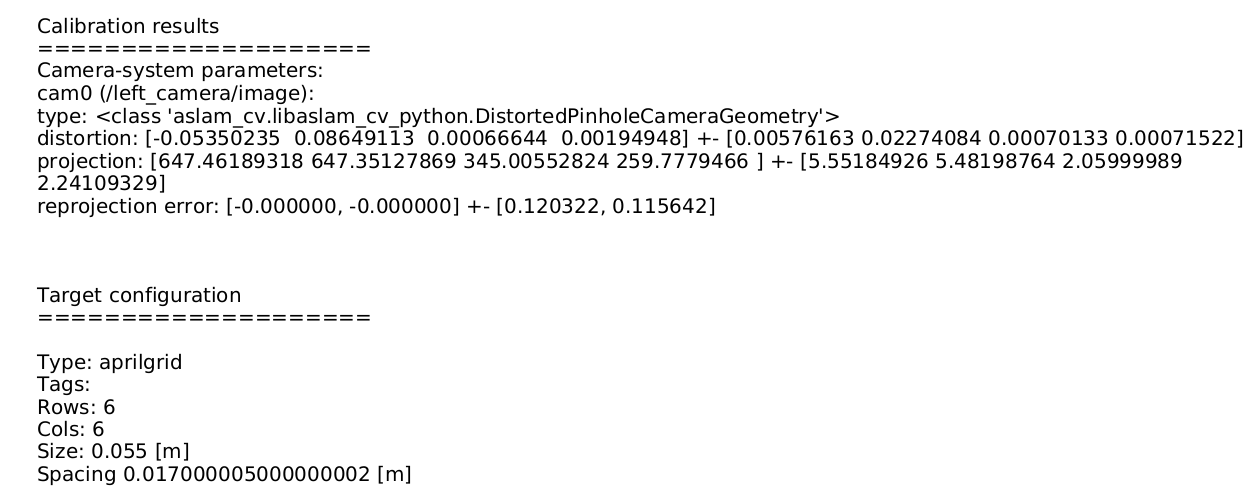 Calibration results
====================
Camera-system parameters:
cam0 (/left_camera/image):
type: <class 'aslam_cv.libaslam_cv_python.DistortedPinholeCameraGeometry'>
distortion: [-0.05350235  0.08649113  0.00066644  0.00194948] +- [0.00576163 0.02274084 0.00070133 0.00071522]
projection: [647.46189318 647.35127869 345.00552824 259.7779466 ] +- [5.55184926 5.48198764 2.05999989
2.24109329]
reprojection error: [-0.000000, -0.000000] +- [0.120322, 0.115642]
Target configuration
====================
Type: aprilgrid
Tags:
Rows: 6
Cols: 6
Size: 0.055 [m]
Spacing 0.017000005000000002 [m]